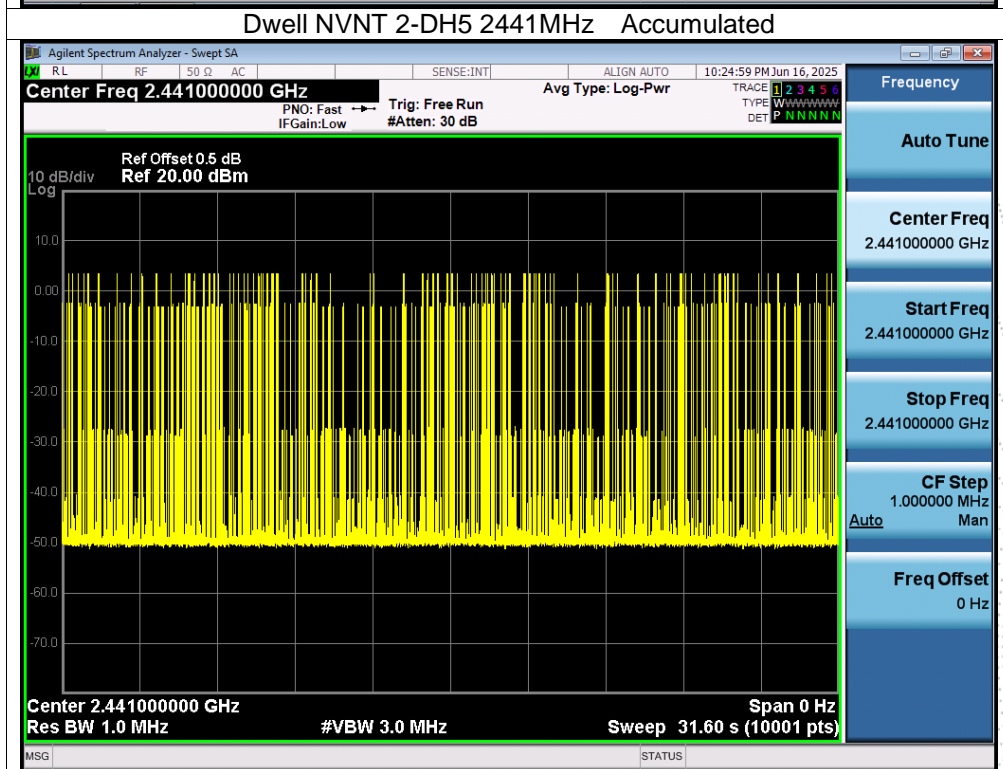 Dwell NVNT 2-DH5 2441MHz Accumulated
Agilent Spectrum Analyzer - Swept SA
LXI RL RF 50 Ω AC SENSE:INT ALIGN AUTO 10:24:59 PM Jun 16, 2025
Center Freq 2.441000000 GHz
PNO: Fast
IFGain:Low
Trig: Free Run
#Atten: 30 dB
Avg Type: Log-Pwr
TRACE 1 2 3 4 5 6
TYPE WWWWWWW
DET P N N N N N
Frequency
Auto Tune
Center Freq
2.441000000 GHz
Start Freq
2.441000000 GHz
Stop Freq
2.441000000 GHz
CF Step
1.000000 MHz
Auto Man
Freq Offset
0 Hz
Ref Offset 0.5 dB
10 dB/div Ref 20.00 dBm
Log
10.0
0.00
-10.0
-20.0
-30.0
-40.0
-50.0
-60.0
-70.0
Center 2.441000000 GHz Span 0 Hz
Res BW 1.0 MHz #VBW 3.0 MHz Sweep 31.60 s (10001 pts)
MSG STATUS